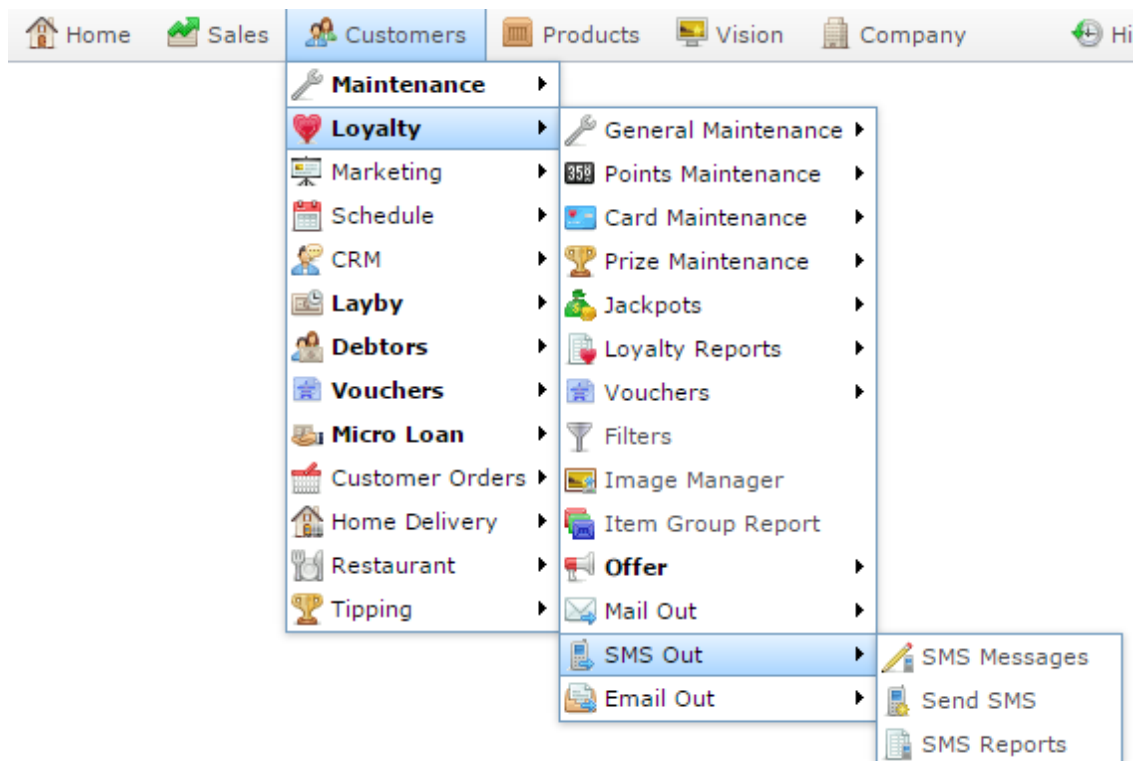 Home Sales Customers Products Vision Company Hi
Maintenance
Loyalty
Marketing
Schedule
CRM
Layby
Debtors
Vouchers
Micro Loan
Customer Orders
Home Delivery
Restaurant
Tipping
General Maintenance
Points Maintenance
Card Maintenance
Prize Maintenance
Jackpots
Loyalty Reports
Vouchers
Filters
Image Manager
Item Group Report
Offer
Mail Out
SMS Out
Email Out
SMS Messages
Send SMS
SMS Reports